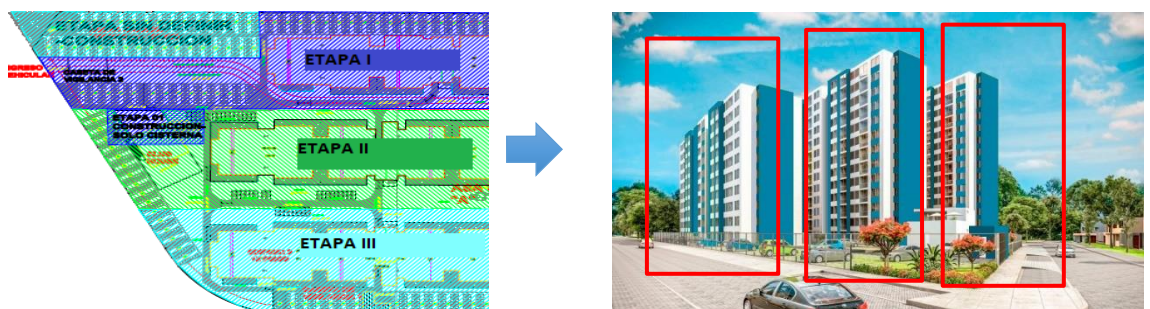 ETAPA SIN DEFINIR
CONSTRUCCION
INGRESO
VEHICULAR
CASETA DE
VIGILANCIA 2
ETAPA I
ETAPA 01
CONSTRUCCION
SOLO CISTERNA
ETAPA II
ETAPA III